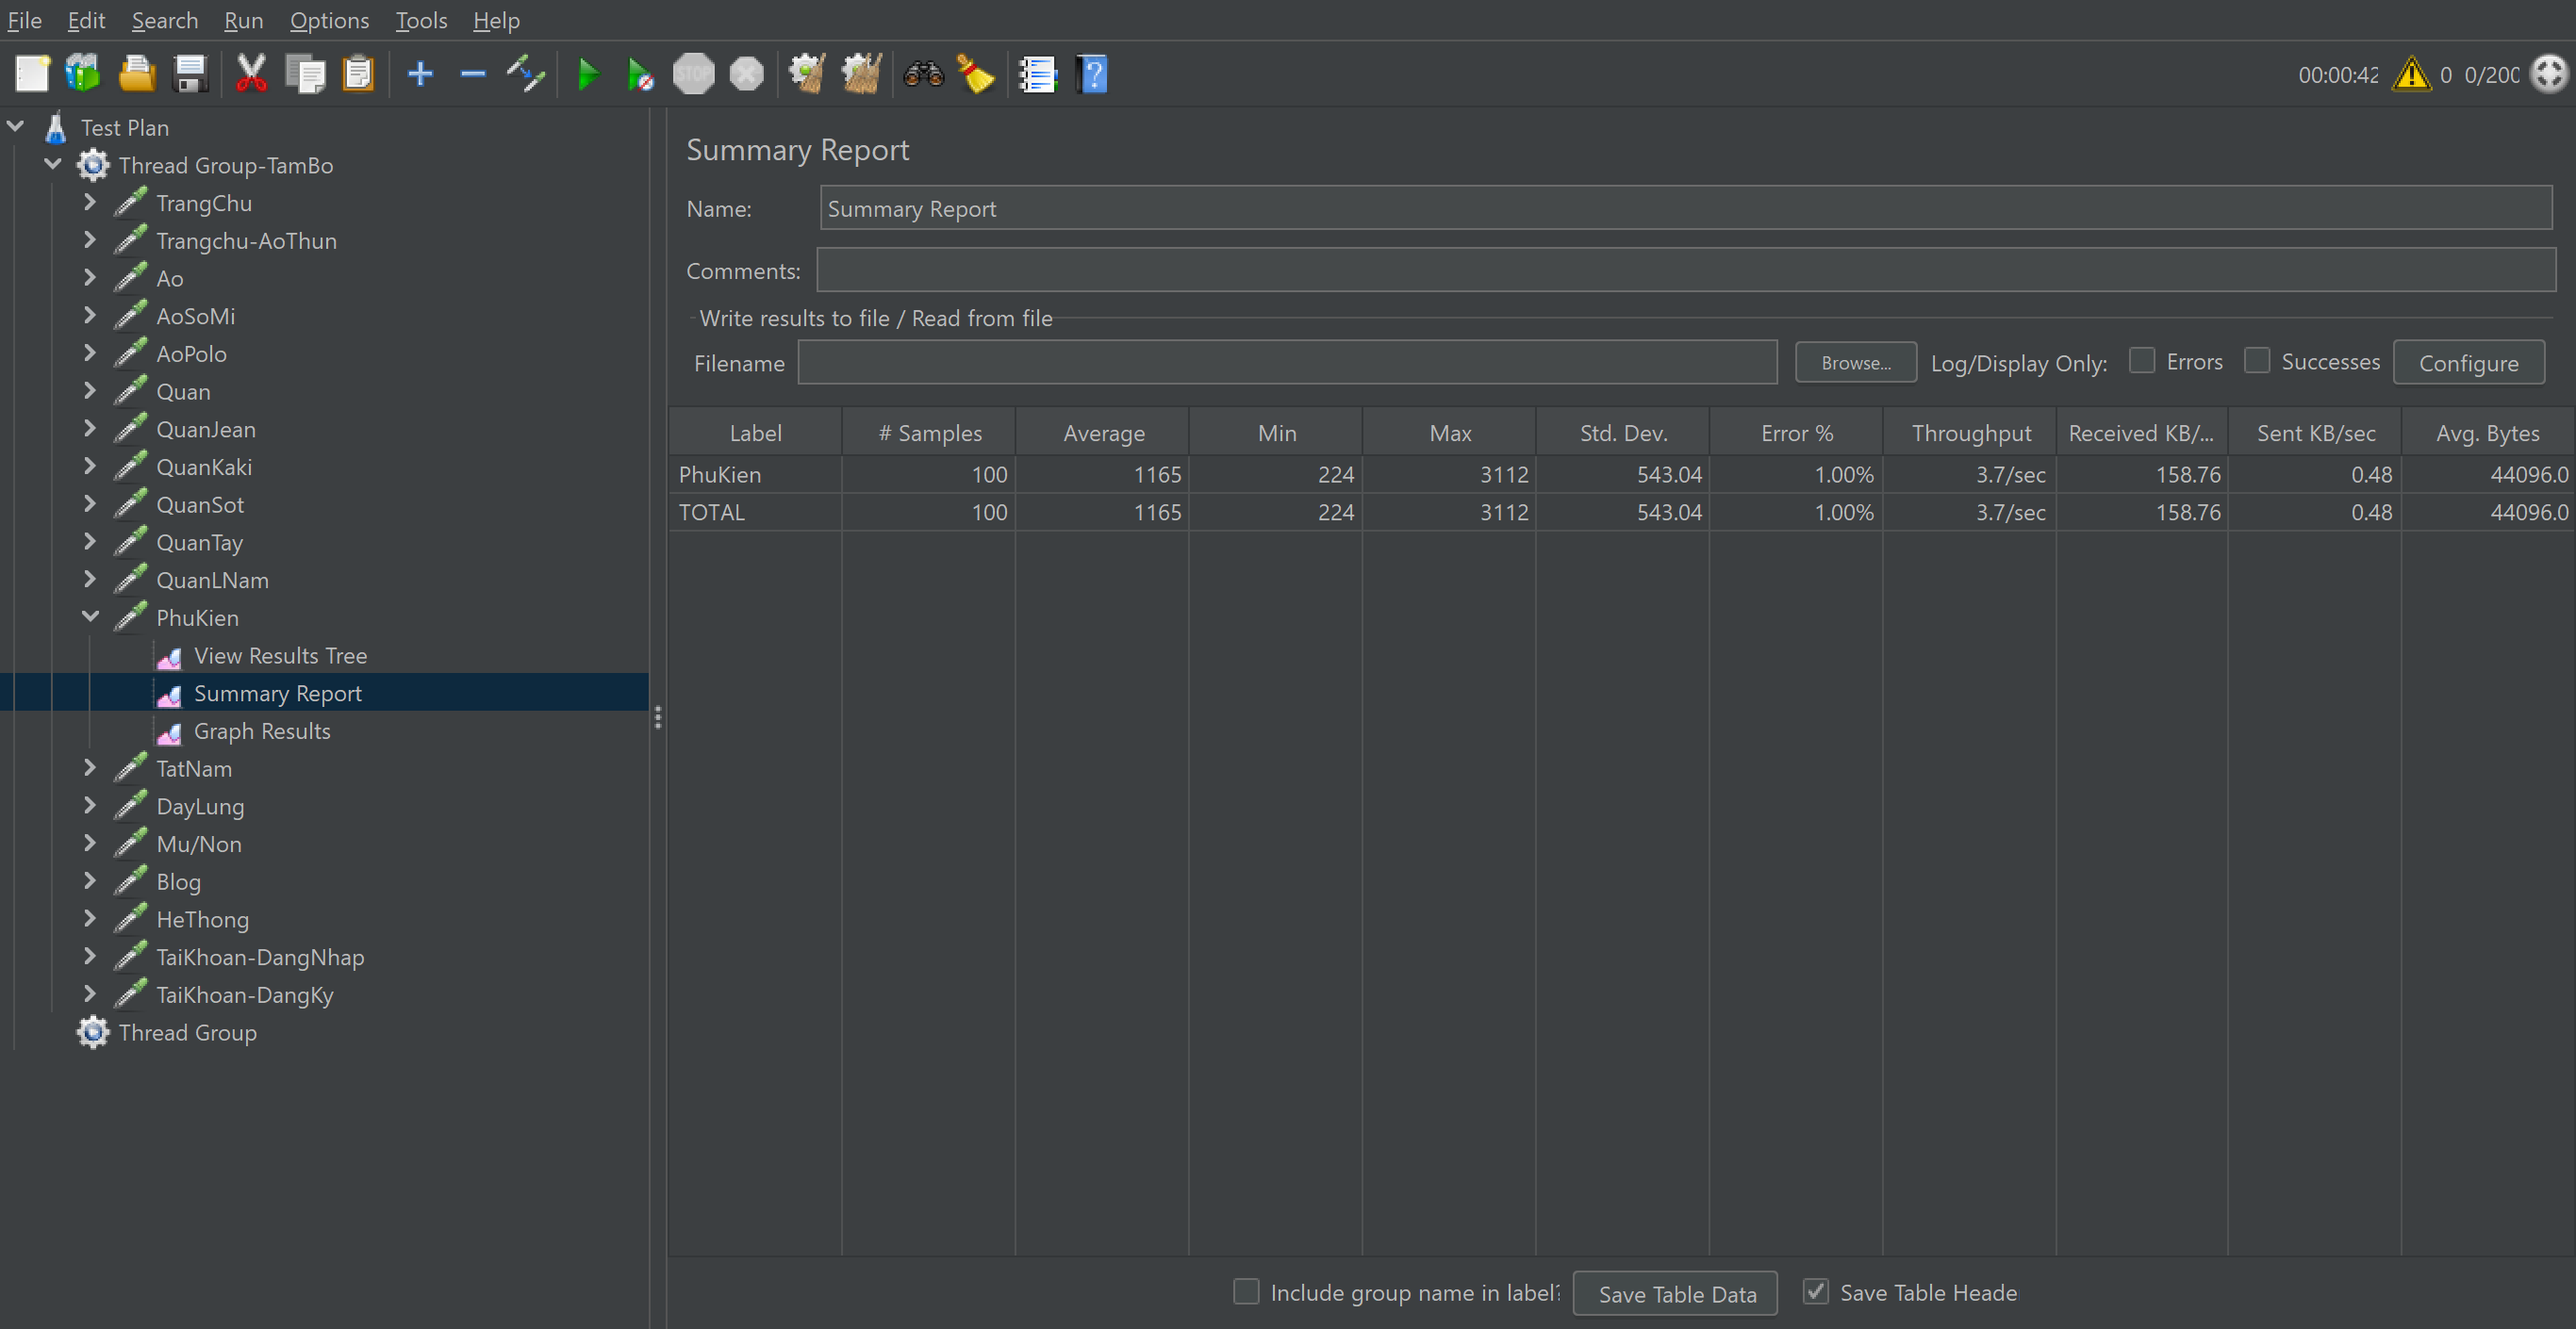 File Edit Search Run Options Tools Help
STOP
00:00:42 0 0/200
Test Plan
Thread Group-TamBo
TrangChu
Trangchu-AoThun
Ao
AoSoMi
AoPolo
Quan
QuanJean
QuanKaki
QuanSot
QuanTay
QuanLNam
PhuKien
View Results Tree
Summary Report
Graph Results
TatNam
DayLung
Mu/Non
Blog
HeThong
TaiKhoan-DangNhap
TaiKhoan-DangKy
Thread Group
Summary Report
Name: Summary Report
Comments:
Write results to file / Read from file
Filename Browse... Log/Display Only: Errors Successes Configure
Label # Samples Average Min Max Std. Dev. Error % Throughput Received KB/... Sent KB/sec Avg. Bytes
PhuKien 100 1165 224 3112 543.04 1.00% 3.7/sec 158.76 0.48 44096.0
TOTAL 100 1165 224 3112 543.04 1.00% 3.7/sec 158.76 0.48 44096.0
Include group name in label? Save Table Data Save Table Heade